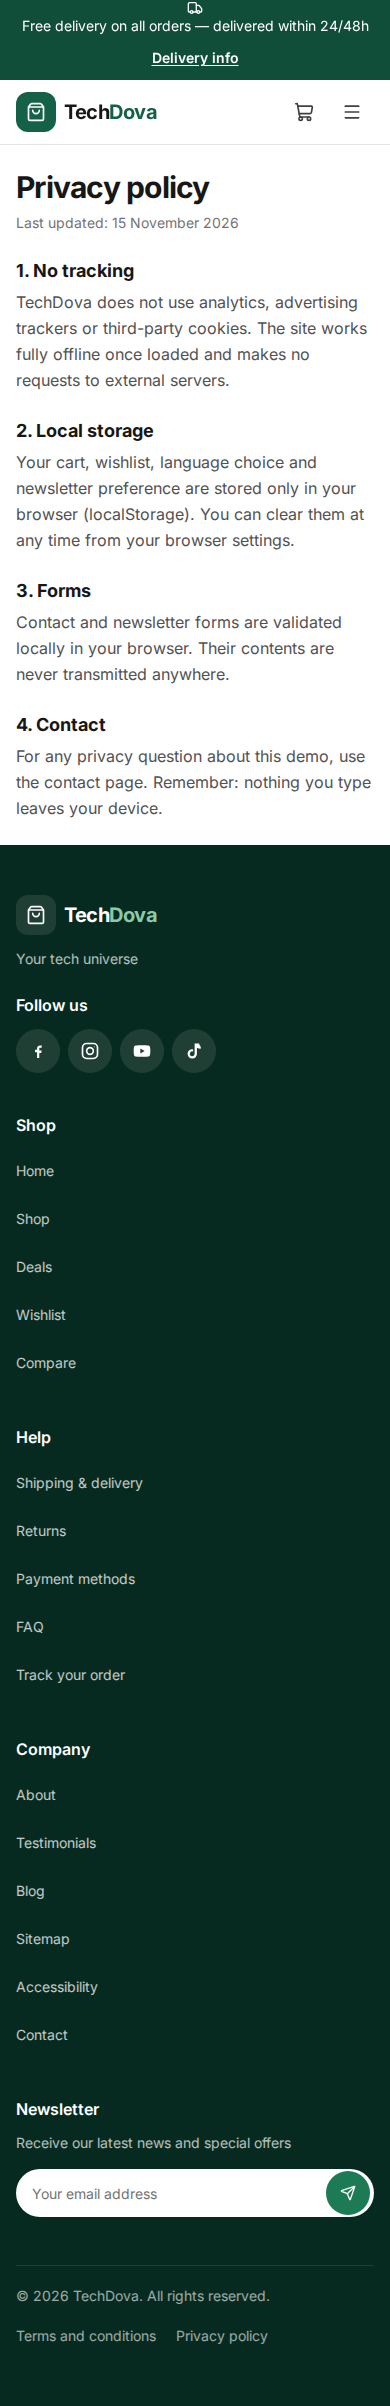 Free delivery on all orders — delivered within 24/48h
Delivery info
TechDova
Privacy policy
Last updated: 15 November 2026
1. No tracking
TechDova does not use analytics, advertising
trackers or third-party cookies. The site works
fully offline once loaded and makes no
requests to external servers.
2. Local storage
Your cart, wishlist, language choice and
newsletter preference are stored only in your
browser (localStorage). You can clear them at
any time from your browser settings.
3. Forms
Contact and newsletter forms are validated
locally in your browser. Their contents are
never transmitted anywhere.
4. Contact
For any privacy question about this demo, use
the contact page. Remember: nothing you type
leaves your device.
TechDova
Your tech universe
Follow us
Shop
Home
Shop
Deals
Wishlist
Compare
Help
Shipping & delivery
Returns
Payment methods
FAQ
Track your order
Company
About
Testimonials
Blog
Sitemap
Accessibility
Contact
Newsletter
Receive our latest news and special offers
Your email address
© 2026 TechDova. All rights reserved.
Terms and conditions Privacy policy